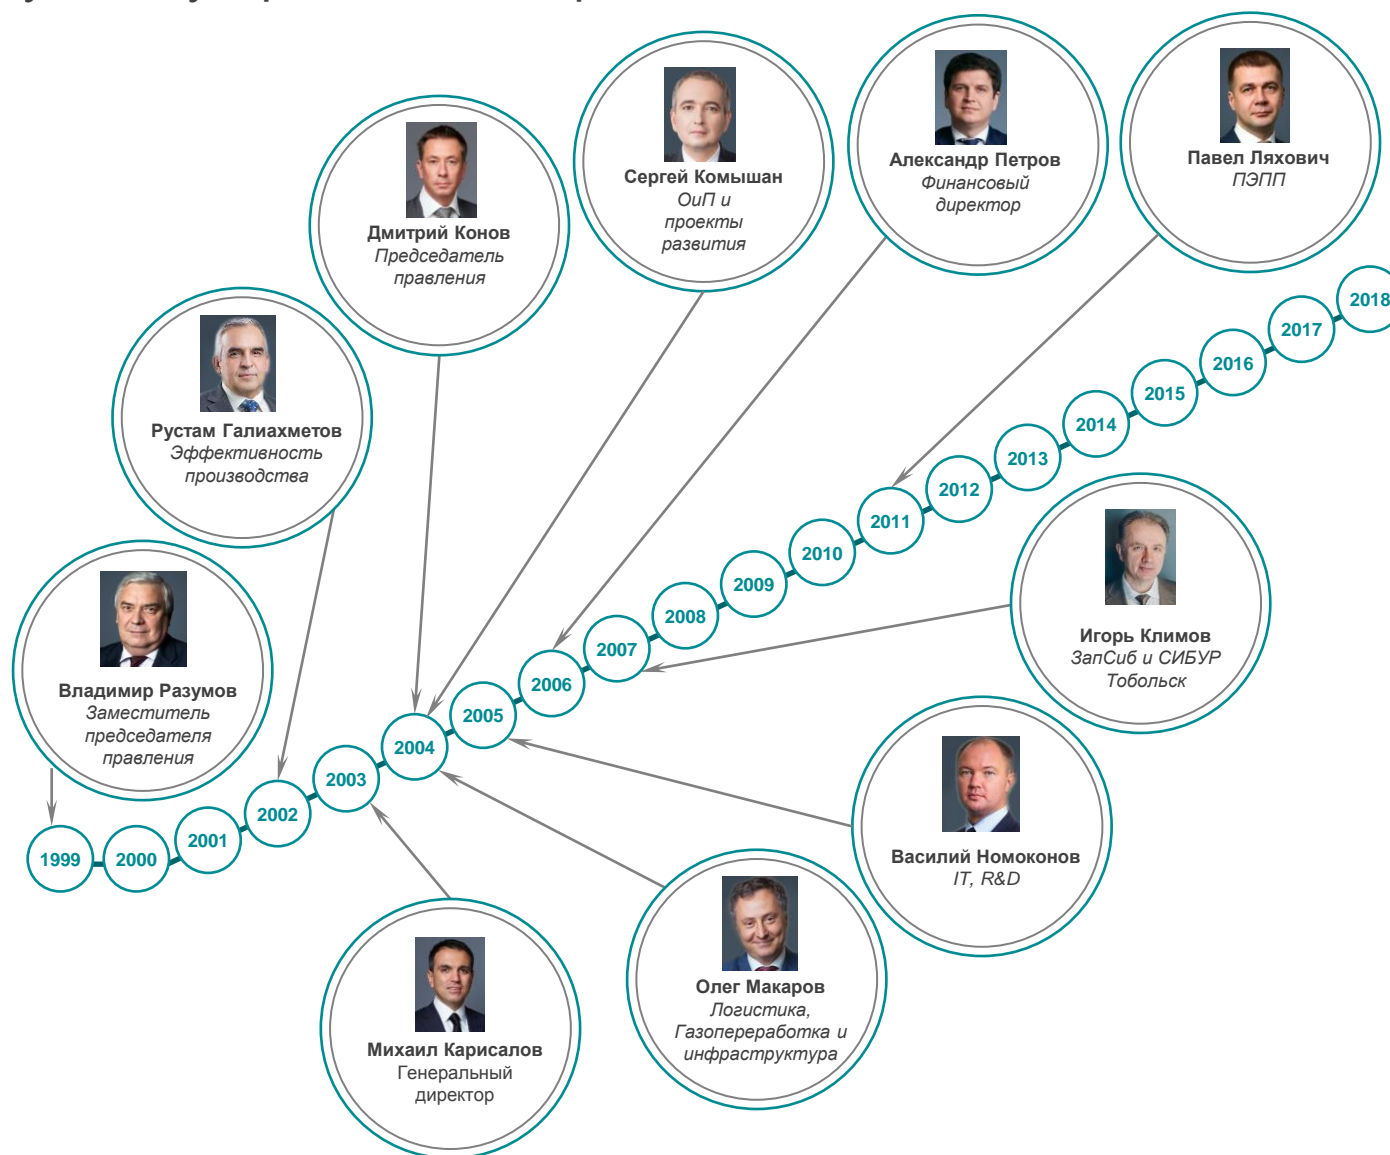 Дмитрий Конов
Председатель
правления
Сергей Комышан
ОиП и
проекты
развития
Александр Петров
Финансовый
директор
Павел Ляхович
ПЭПП
Рустам Галиахметов
Эффективность
производства
Владимир Разумов
Заместитель
председателя
правления
1999
2000
2001
2002
2003
2004
2005
2006
2007
2008
2009
2010
2011
2012
2013
2014
2015
2016
2017
2018
Игорь Климов
ЗапСиб и СИБУР
Тобольск
Василий Номоконов
IT, R&D
Олег Макаров
Логистика,
Газопереработка и
инфраструктура
Михаил Карисалов
Генеральный
директор